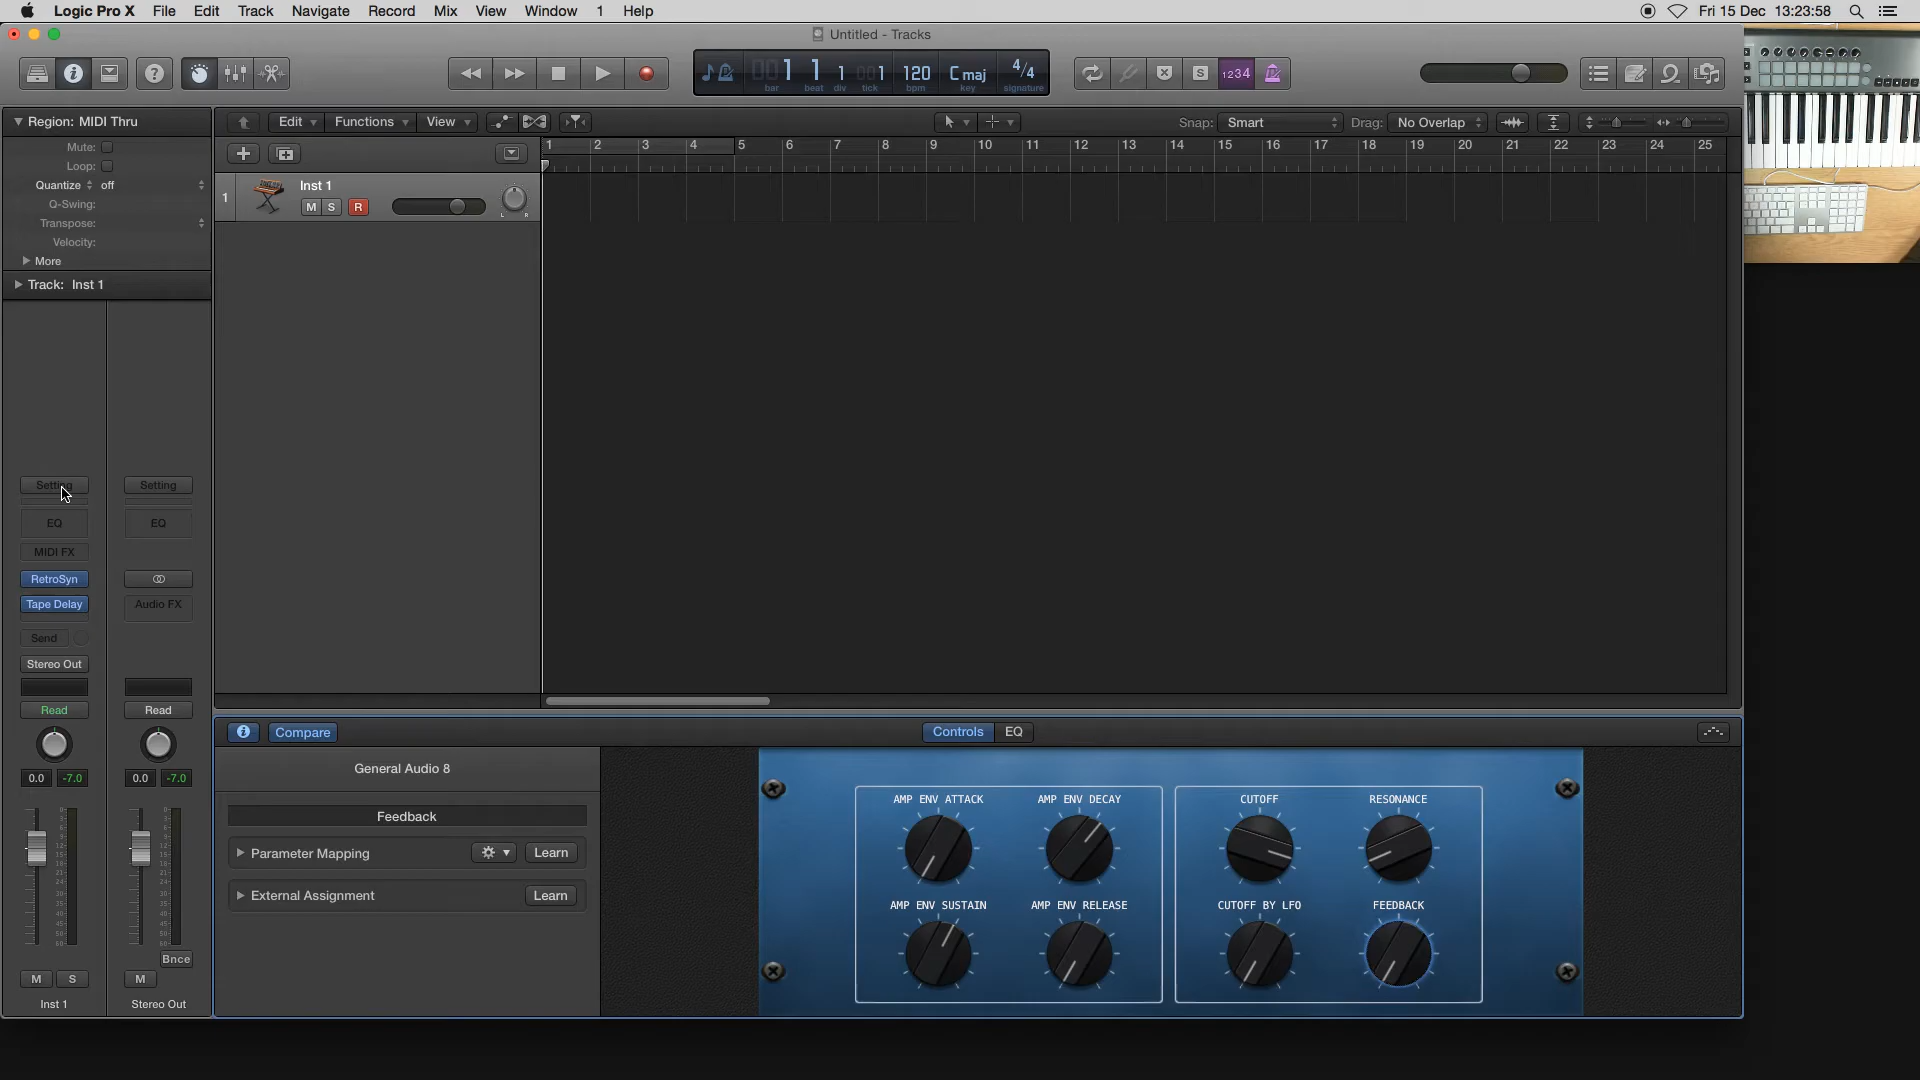 Logic Pro X File Edit Track Navigate Record Mix View Window 1 Help Fri 15 Dec 13:23:58
Untitled - Tracks
1 1 1 1 120 C maj 4/4
bar beat div tick bpm key signature
S 1234
Region: MIDI Thru
Edit Functions View Snap: Smart Drag: No Overlap
Mute:
Loop:
Quantize off
Q-Swing:
Transpose:
Velocity:
More
Track: Inst 1
1 2 3 4 5 6 7 8 9 10 11 12 13 14 15 16 17 18 19 20 21 22 23 24 25
1 Inst 1
M S R
L R
Setting Setting
EQ EQ
MIDI FX
RetroSyn
Tape Delay Audio FX
Send
Stereo Out
Read Read
0.0 -7.0 0.0 -7.0
Bnce
M S M
Inst 1 Stereo Out
i Compare Controls EQ
General Audio 8
Feedback
Parameter Mapping Learn
External Assignment Learn
AMP ENV ATTACK AMP ENV DECAY CUTOFF RESONANCE
AMP ENV SUSTAIN AMP ENV RELEASE CUTOFF BY LFO FEEDBACK